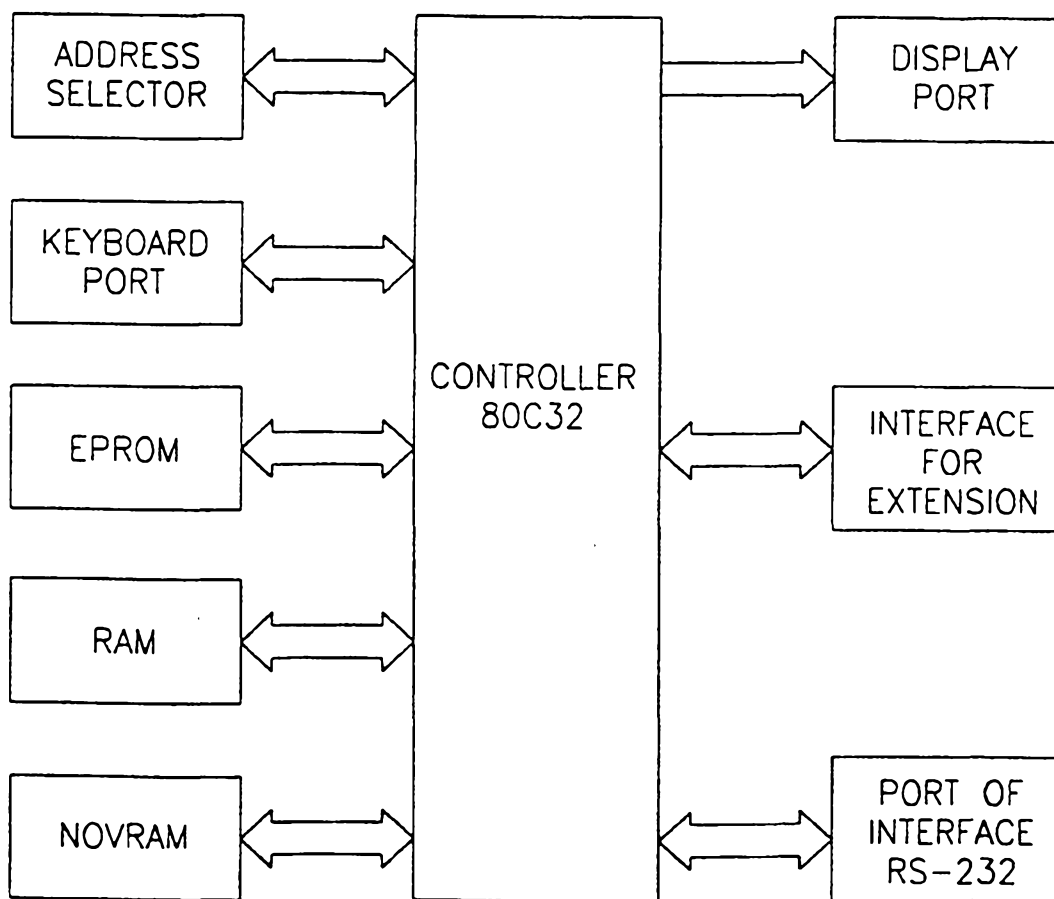 ADDRESS
SELECTOR
KEYBOARD
PORT
EPROM
RAM
NOVRAM
CONTROLLER
80C32
DISPLAY
PORT
INTERFACE
FOR
EXTENSION
PORT OF
INTERFACE
RS-232